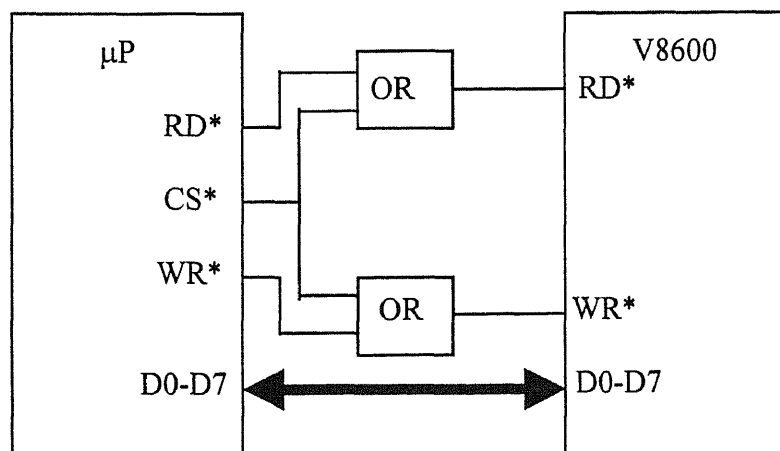 μP
V8600
OR
RD*
RD*
CS*
WR*
OR
WR*
D0-D7
D0-D7